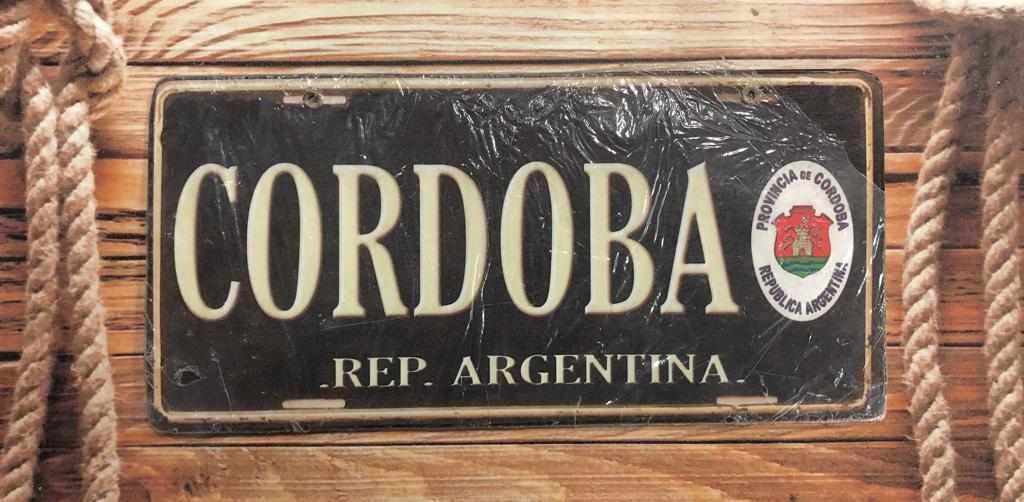 CORDOBA
PROVINCIA DE CORDOBA
REPUBLICA ARGENTINA
.REP. ARGENTINA.